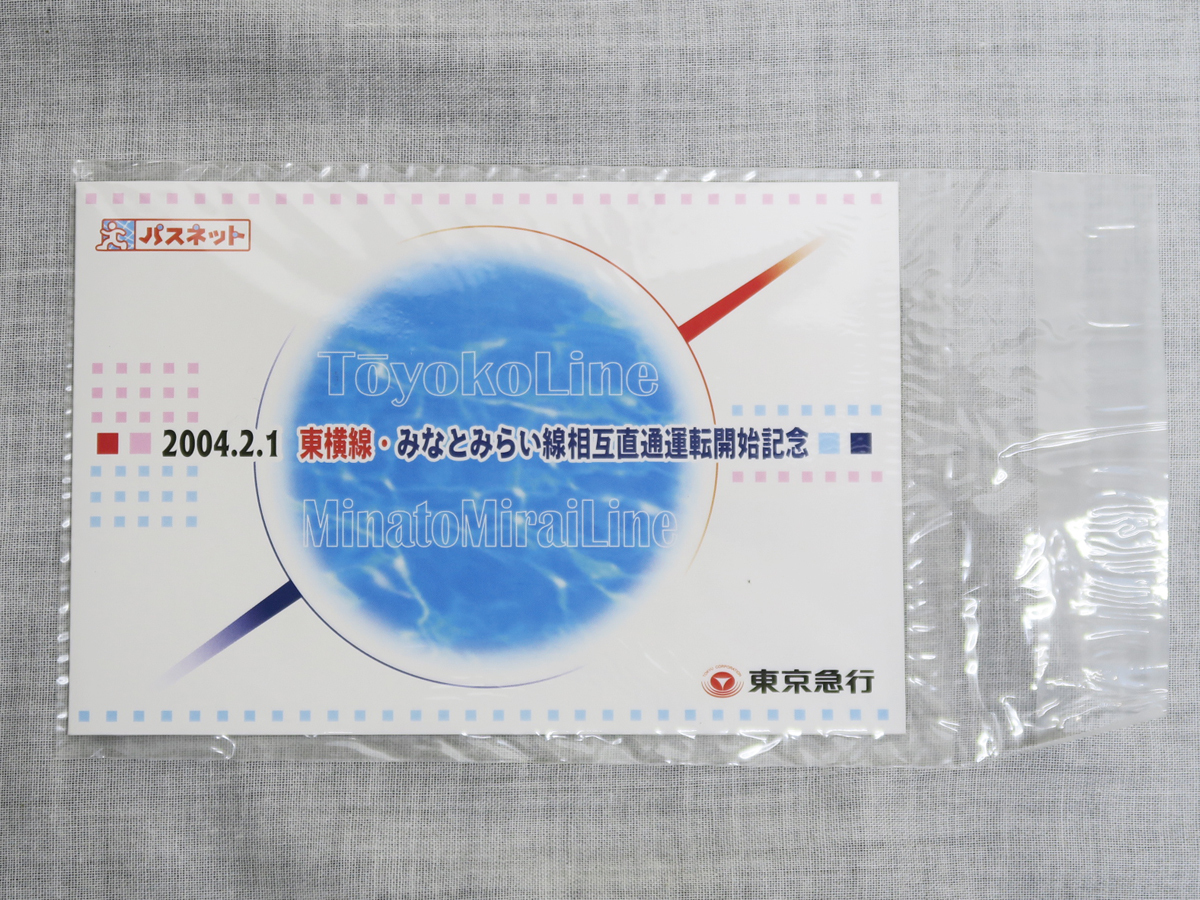 パスネット
TōyokoLine
2004.2.1 東横線・みなとみらい線相互直通運転開始記念
MinatoMiraiLine
東京急行